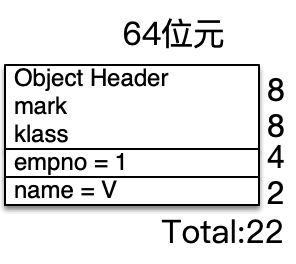 64位元
Object Header
mark 8
klass 8
empno = 1 4
name = V 2
Total:22